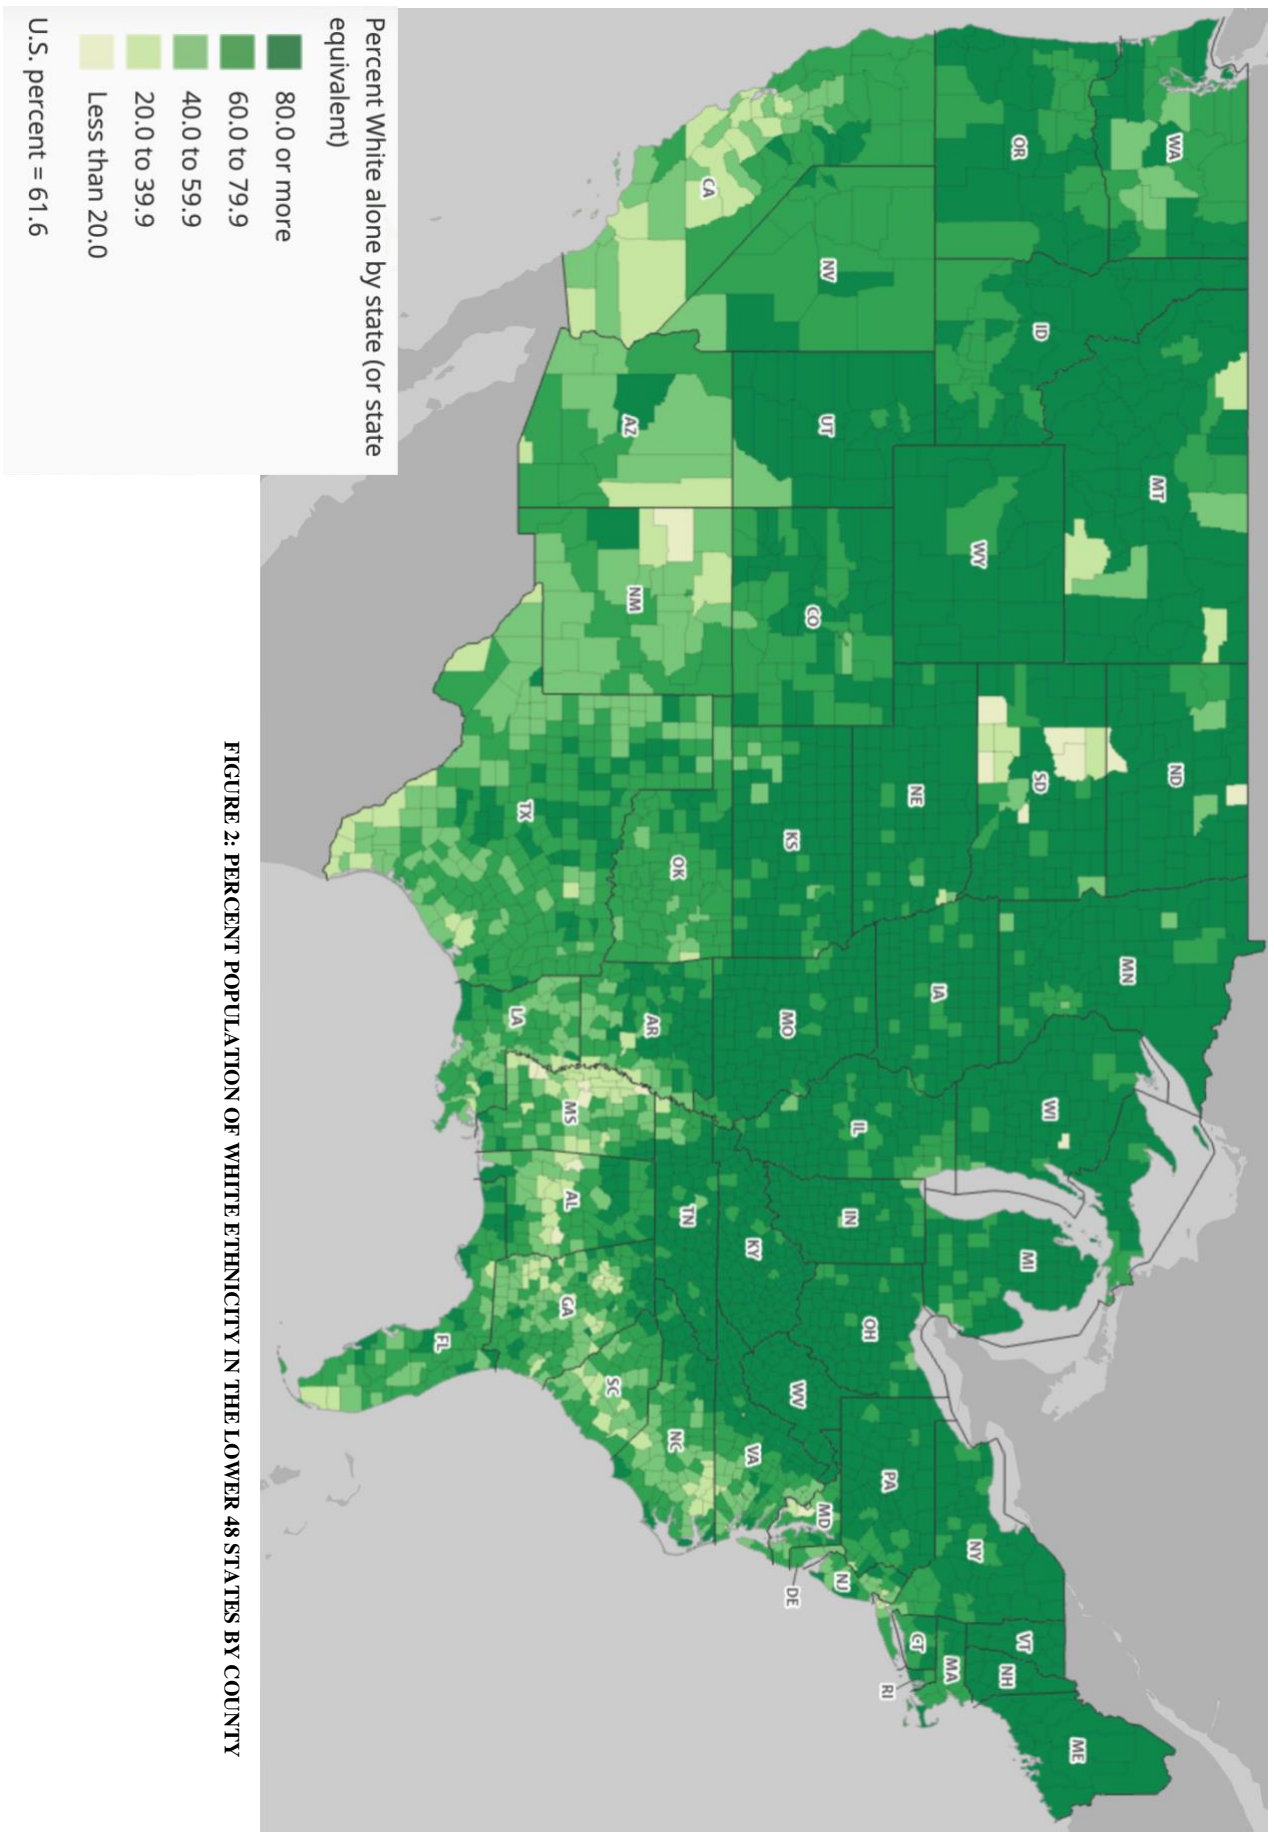 WA
OR
CA
NV
ID
MT
WY
UT
AZ
CO
NM
ND
SD
NE
KS
OK
TX
MN
IA
MO
AR
LA
WI
IL
MS
MI
IN
OH
KY
TN
AL
GA
FL
SC
NC
VA
WV
PA
MD
DE
NJ
NY
CT
RI
MA
VT
NH
ME
Percent White alone by state (or state
equivalent)
80.0 or more
60.0 to 79.9
40.0 to 59.9
20.0 to 39.9
Less than 20.0
U.S. percent = 61.6
FIGURE 2: PERCENT POPULATION OF WHITE ETHNICITY IN THE LOWER 48 STATES BY COUNTY